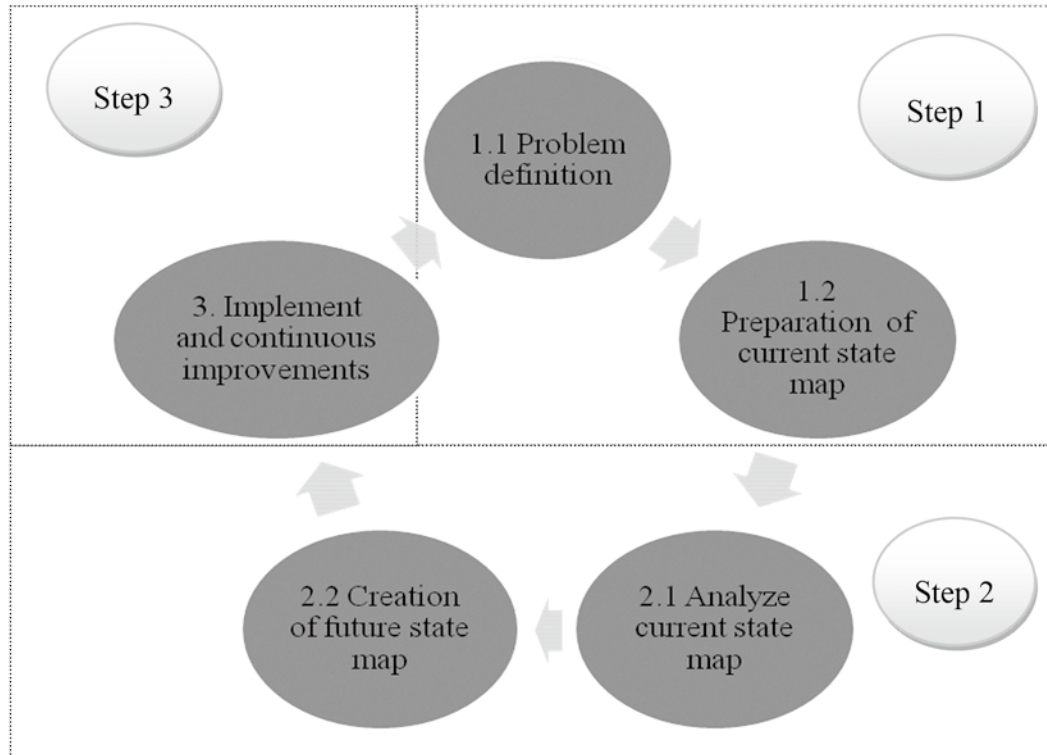 Step 3
Step 1
1.1 Problem
definition
1.2
Preparation of
current state
map
3. Implement
and continuous
improvements
2.1 Analyze
current state
map
Step 2
2.2 Creation
of future state
map